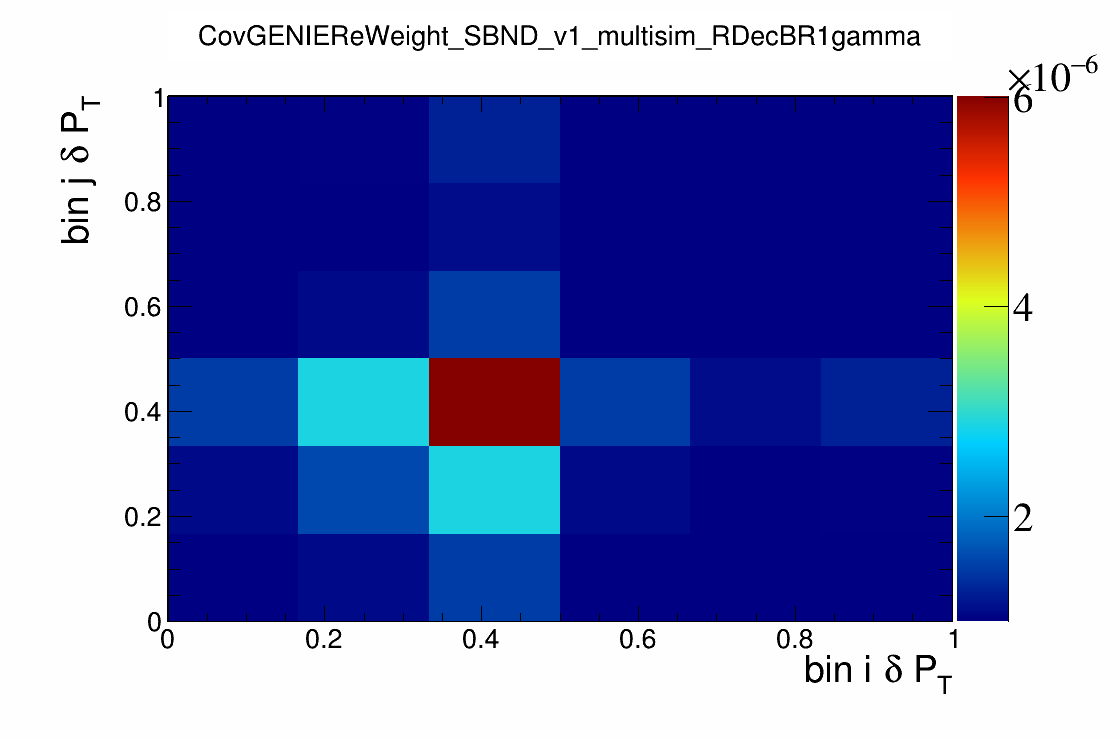 CovGENIEReWeight_SBND_v1_multisim_RDecBR1gamma
×10⁻⁶
bin j δ P_T
1
0.8
0.6
0.4
0.2
0
6
4
2
0 0.2 0.4 0.6 0.8 1
bin i δ P_T